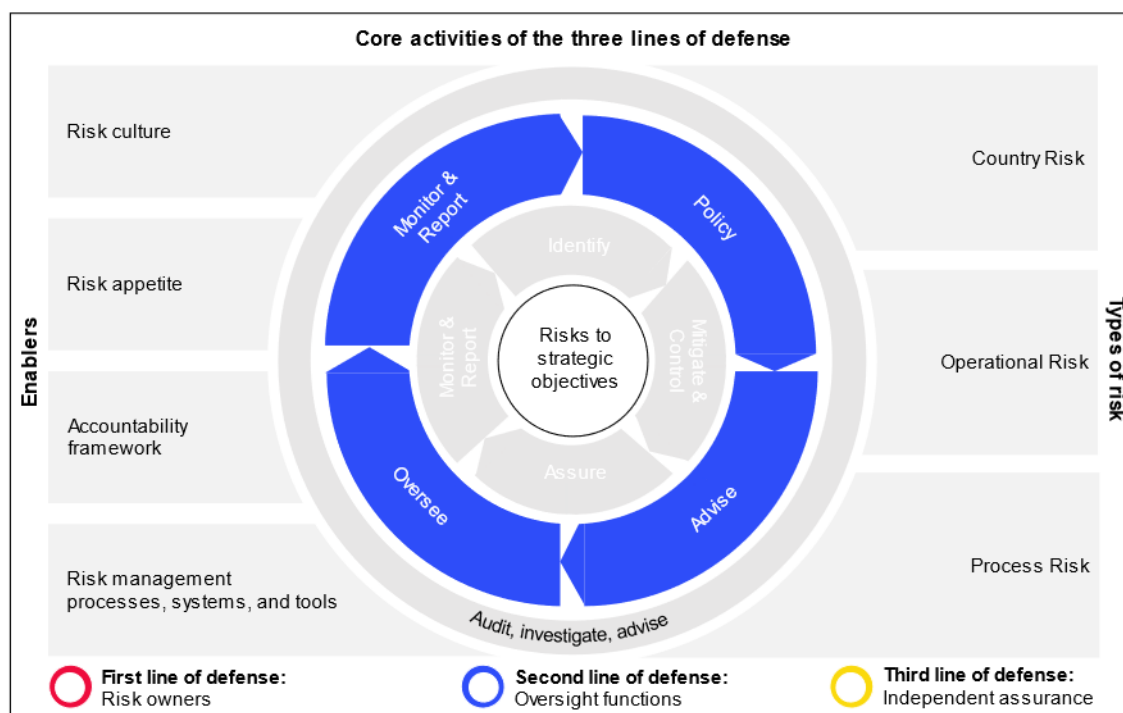 Core activities of the three lines of defense
Enablers
Risk culture
Risk appetite
Accountability
framework
Risk management
processes, systems, and tools
Monitor &
Report
Policy
Advise
Oversee
Identify
Mitigate &
Control
Assure
Monitor &
Report
Risks to
strategic
objectives
Audit, investigate, advise
Types of risk
Country Risk
Operational Risk
Process Risk
First line of defense:
Risk owners
Second line of defense:
Oversight functions
Third line of defense:
Independent assurance